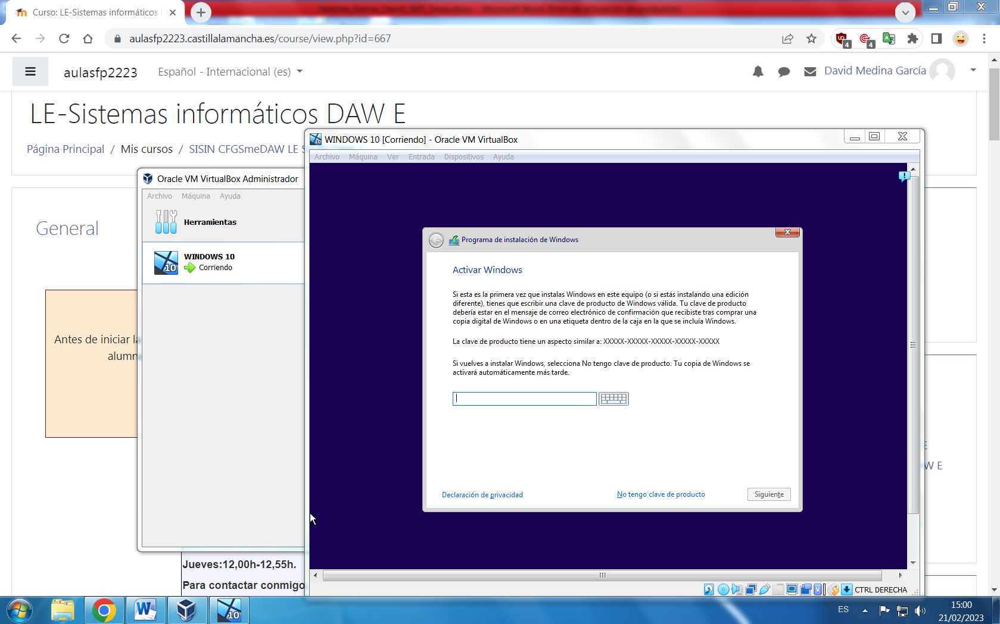 Curso: LE-Sistemas informáticos
aulasfp2223.castillalamancha.es/course/view.php?id=667
4
4
aulasfp2223
Español - Internacional (es)
David Medina García
LE-Sistemas informáticos DAW E
Página Principal / Mis cursos / SISIN CFGSmeDAW LE S
General
Antes de iniciar
alumn
Jueves:12,00h-12,55h.
Para contactar conmigo
W E
Oracle VM VirtualBox Administrador
Archivo Máquina Ayuda
Herramientas
WINDOWS 10
Corriendo
10
WINDOWS 10 [Corriendo] - Oracle VM VirtualBox
Archivo Máquina Ver Entrada Dispositivos Ayuda
Programa de instalación de Windows
Activar Windows
Si esta es la primera vez que instalas Windows en este equipo (o si estás instalando una edición
diferente), tienes que escribir una clave de producto de Windows válida. Tu clave de producto
debería estar en el mensaje de correo electrónico de confirmación que recibiste tras comprar una
copia digital de Windows o en una etiqueta dentro de la caja en la que se incluía Windows.
La clave de producto tiene un aspecto similar a: XXXXX-XXXXX-XXXXX-XXXXX-XXXXX
Si vuelves a instalar Windows, selecciona No tengo clave de producto. Tu copia de Windows se
activará automáticamente más tarde.
Declaración de privacidad
No tengo clave de producto
Siguiente
CTRL DERECHA
10
ES
15:00
21/02/2023